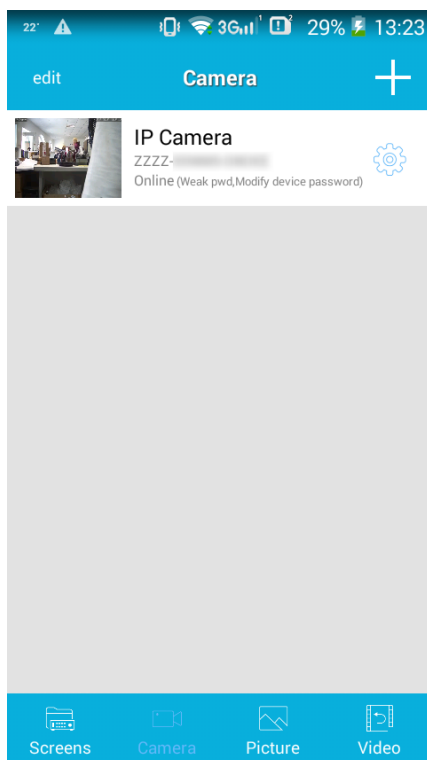 22° 3G 1 2 29% 13:23
edit Camera
IP Camera
ZZZZ-
Online (Weak pwd,Modify device password)
Screens Camera Picture Video